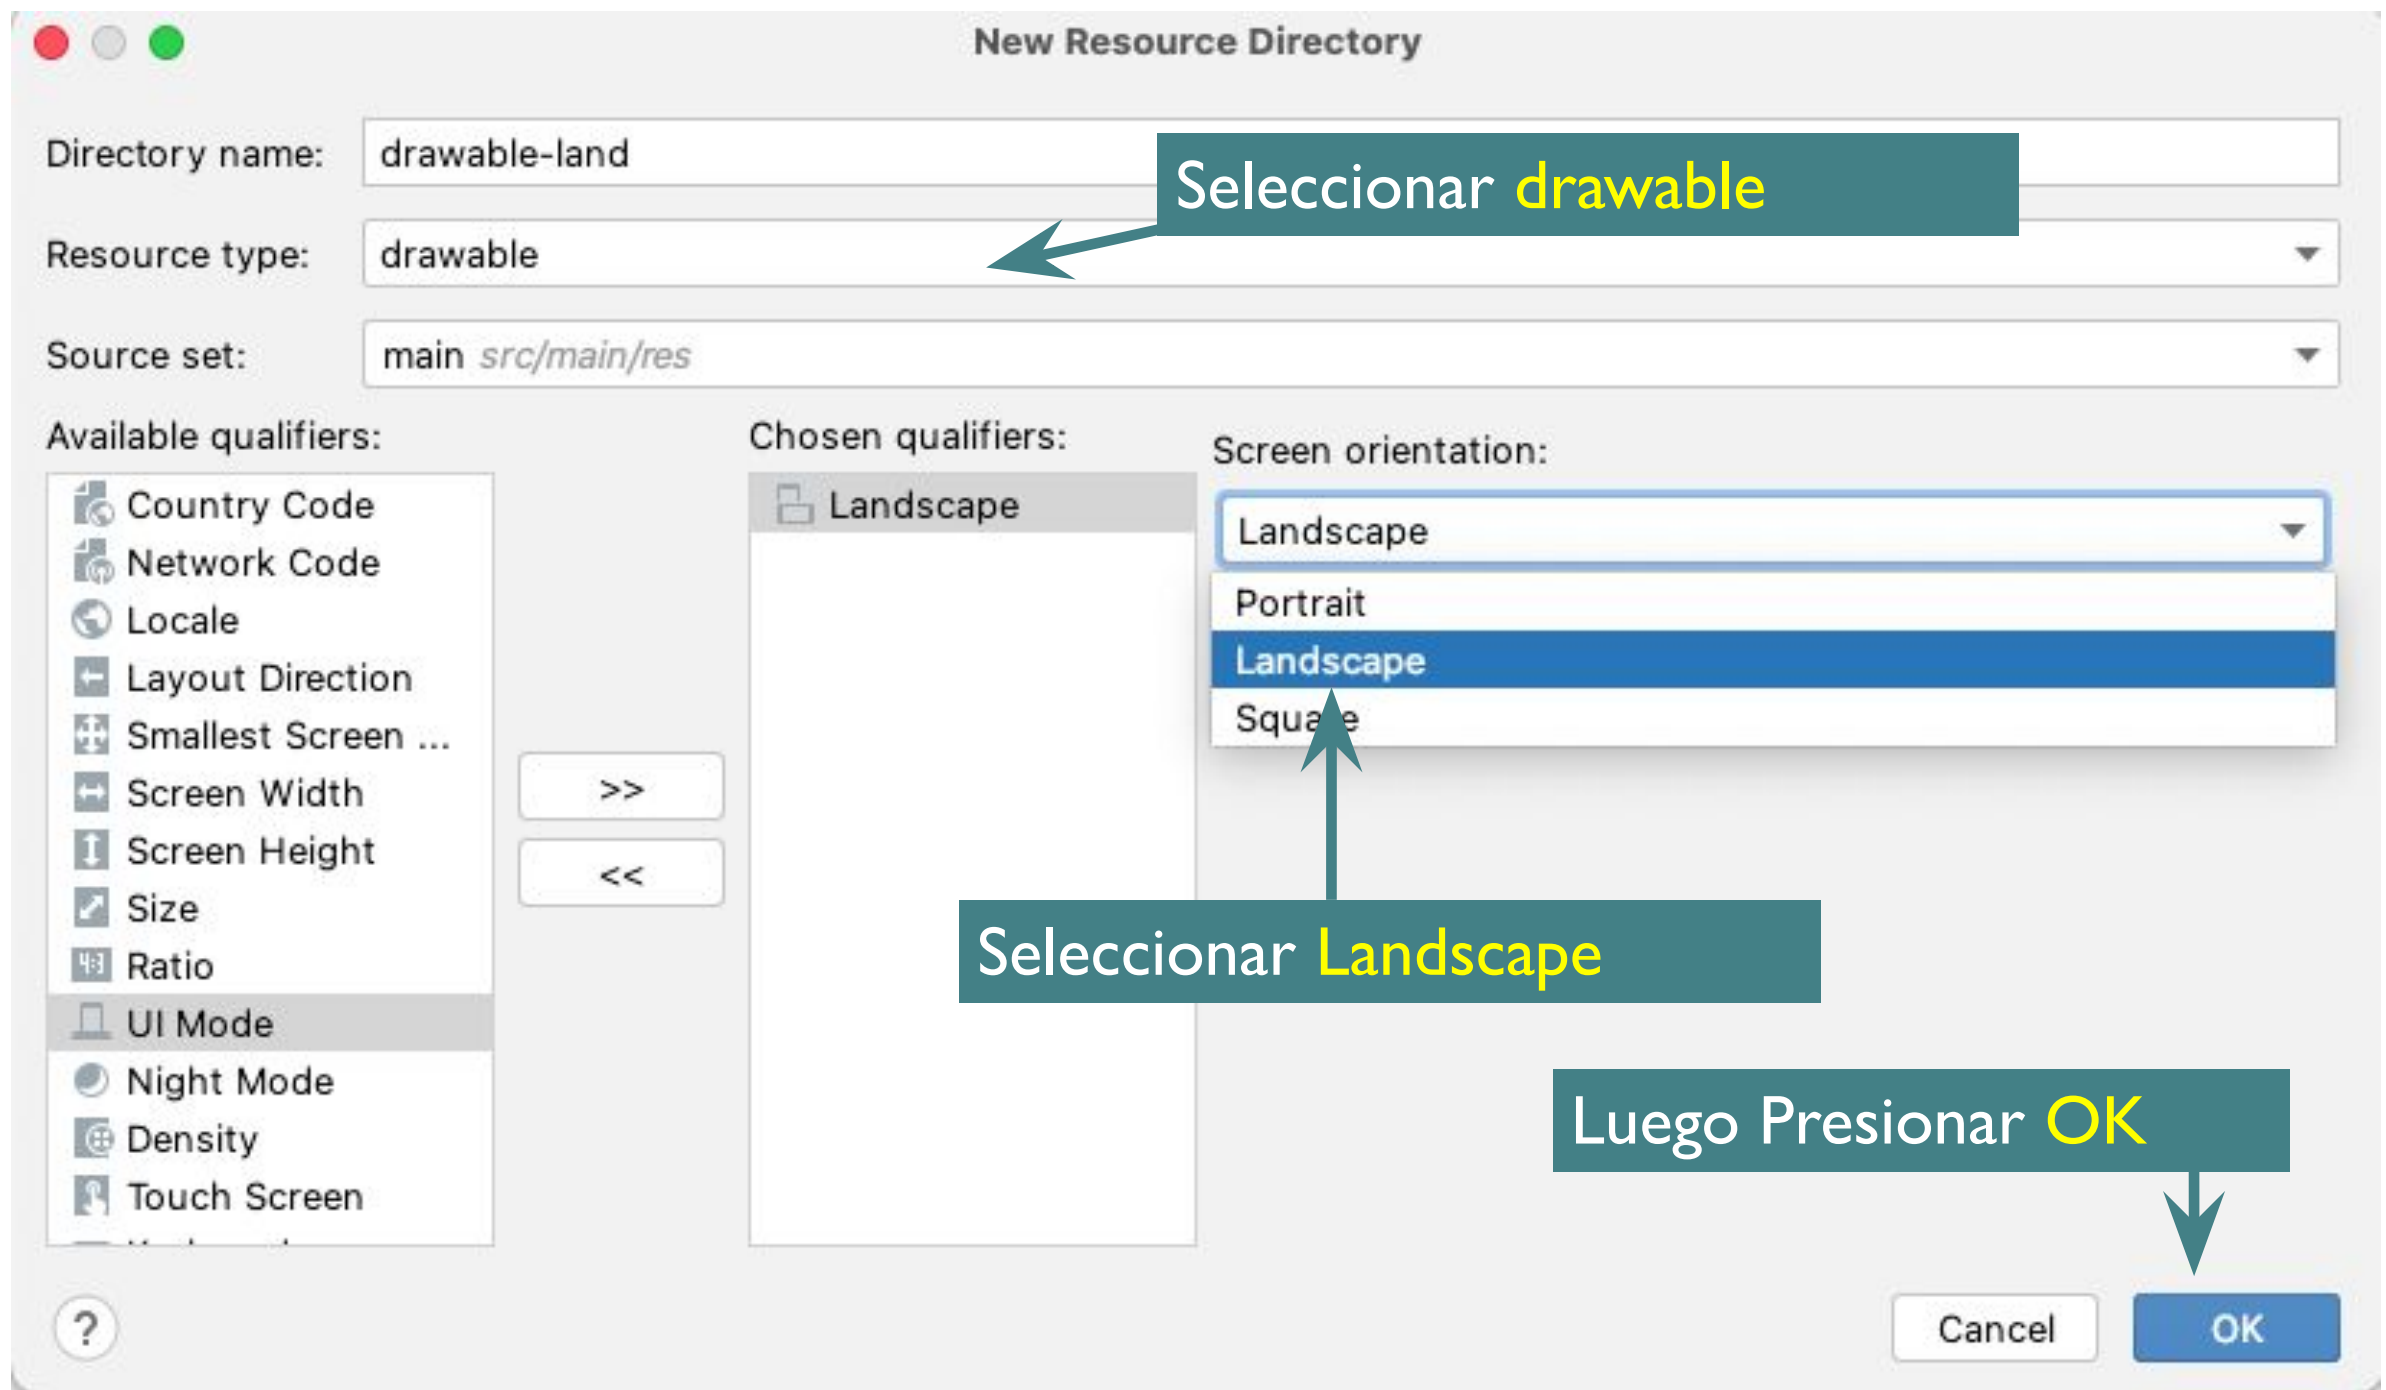 New Resource Directory
Directory name: drawable-land
Seleccionar drawable
Resource type: drawable
Source set: main src/main/res
Available qualifiers:
Country Code
Network Code
Locale
Layout Direction
Smallest Screen ...
Screen Width
Screen Height
Size
Ratio
UI Mode
Night Mode
Density
Touch Screen
>>
<<
Chosen qualifiers:
Landscape
Screen orientation:
Landscape
Portrait
Landscape
Square
Seleccionar Landscape
Luego Presionar OK
?
Cancel
OK